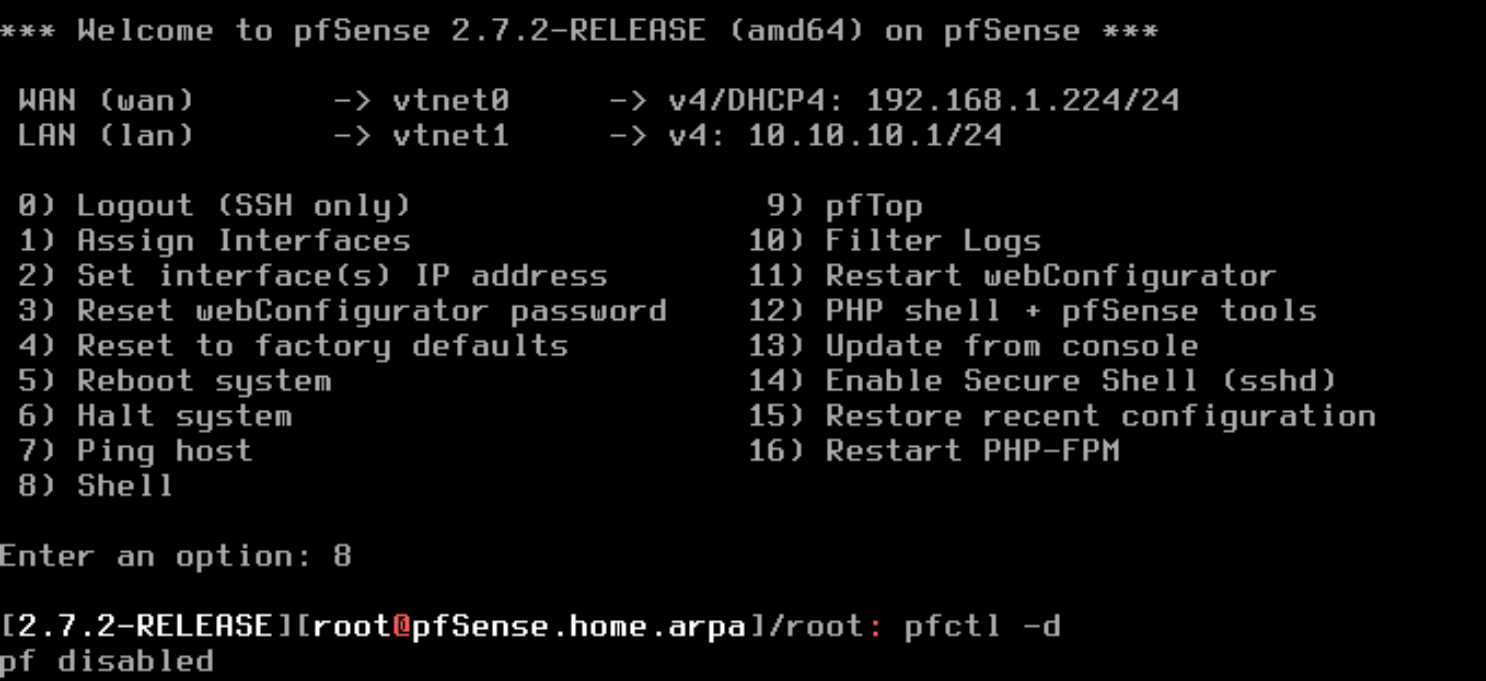 *** Welcome to pfSense 2.7.2-RELEASE (amd64) on pfSense ***
WAN (wan)       -> vtnet0     -> v4/DHCP4: 192.168.1.224/24
LAN (lan)       -> vtnet1     -> v4: 10.10.10.1/24
0) Logout (SSH only)                  9) pfTop
1) Assign Interfaces                 10) Filter Logs
2) Set interface(s) IP address       11) Restart webConfigurator
3) Reset webConfigurator password    12) PHP shell + pfSense tools
4) Reset to factory defaults         13) Update from console
5) Reboot system                     14) Enable Secure Shell (sshd)
6) Halt system                       15) Restore recent configuration
7) Ping host                         16) Restart PHP-FPM
8) Shell
Enter an option: 8
[2.7.2-RELEASE][root@pfSense.home.arpa]/root: pfctl -d
pf disabled